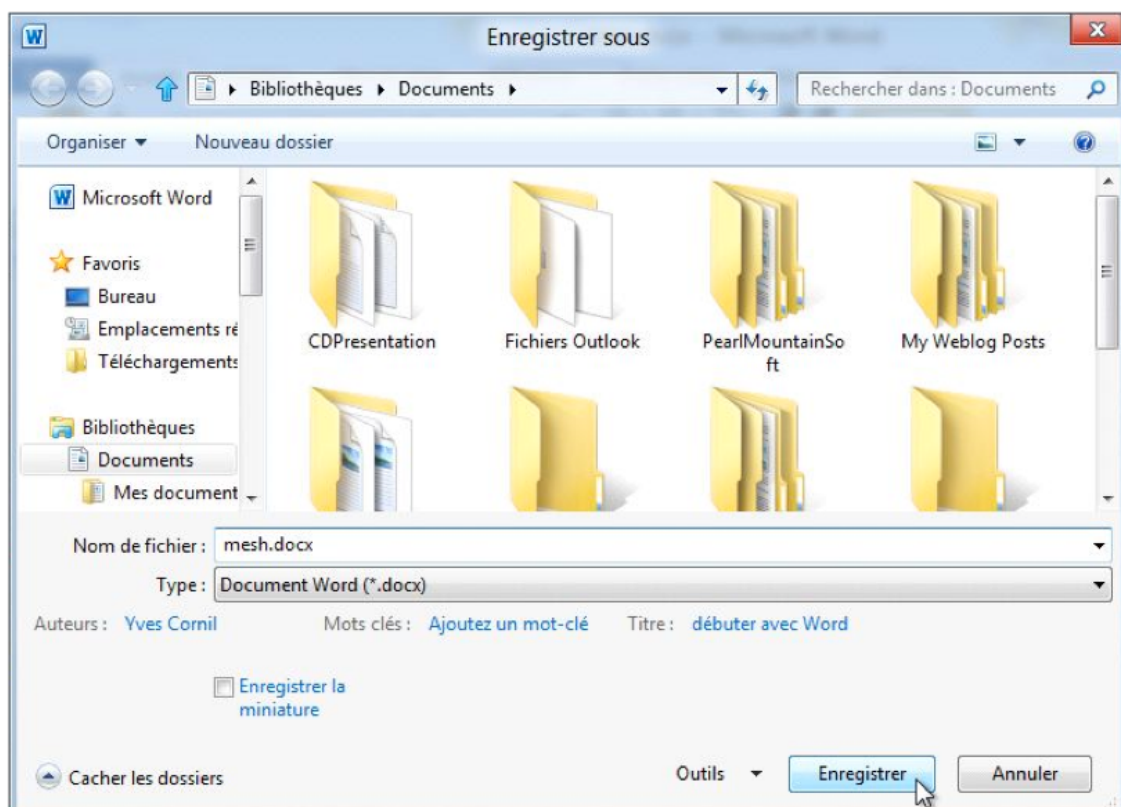 Enregistrer sous
Bibliothèques Documents
Rechercher dans : Documents
Organiser Nouveau dossier
Microsoft Word
Favoris
Bureau
Emplacements ré
Téléchargements
Bibliothèques
Documents
Mes document
CDPresentation
Fichiers Outlook
PearlMountainSo
ft
My Weblog Posts
Nom de fichier : mesh.docx
Type : Document Word (*.docx)
Auteurs : Yves Cornil Mots clés : Ajoutez un mot-clé Titre : débuter avec Word
Enregistrer la
miniature
Cacher les dossiers
Outils Enregistrer Annuler